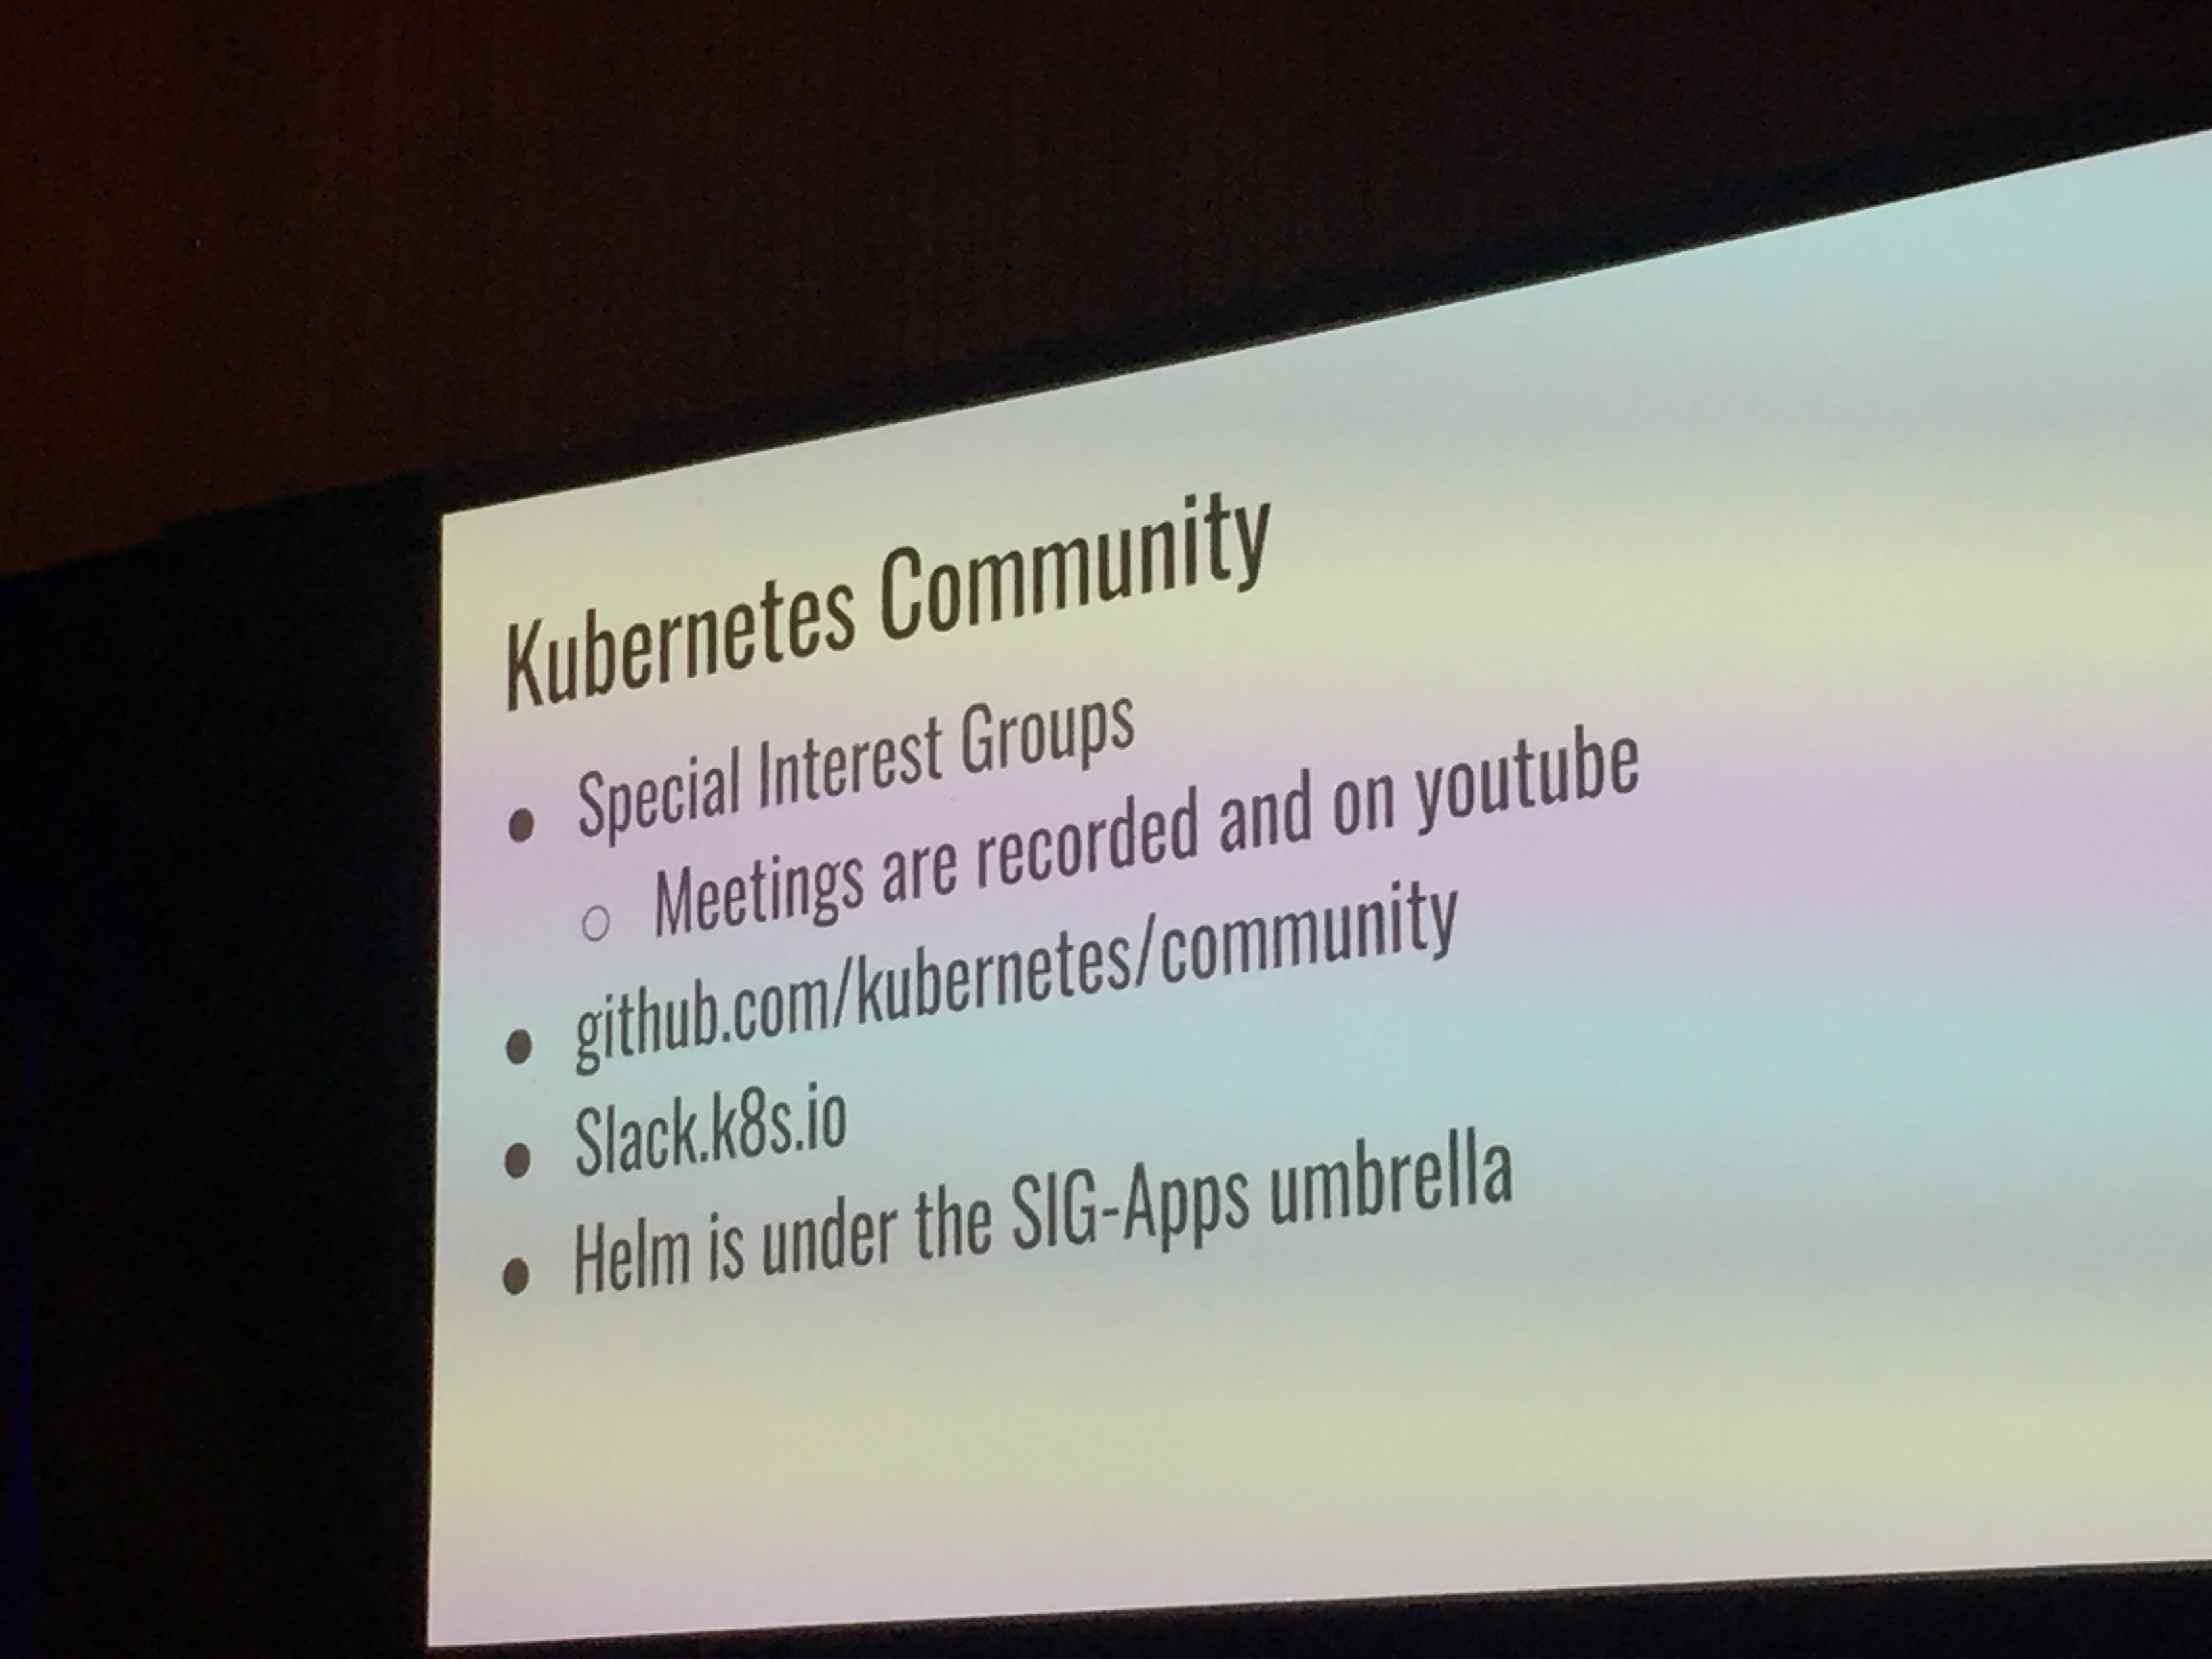 Kubernetes Community
● Special Interest Groups
○ Meetings are recorded and on youtube
● github.com/kubernetes/community
● Slack.k8s.io
● Helm is under the SIG-Apps umbrella